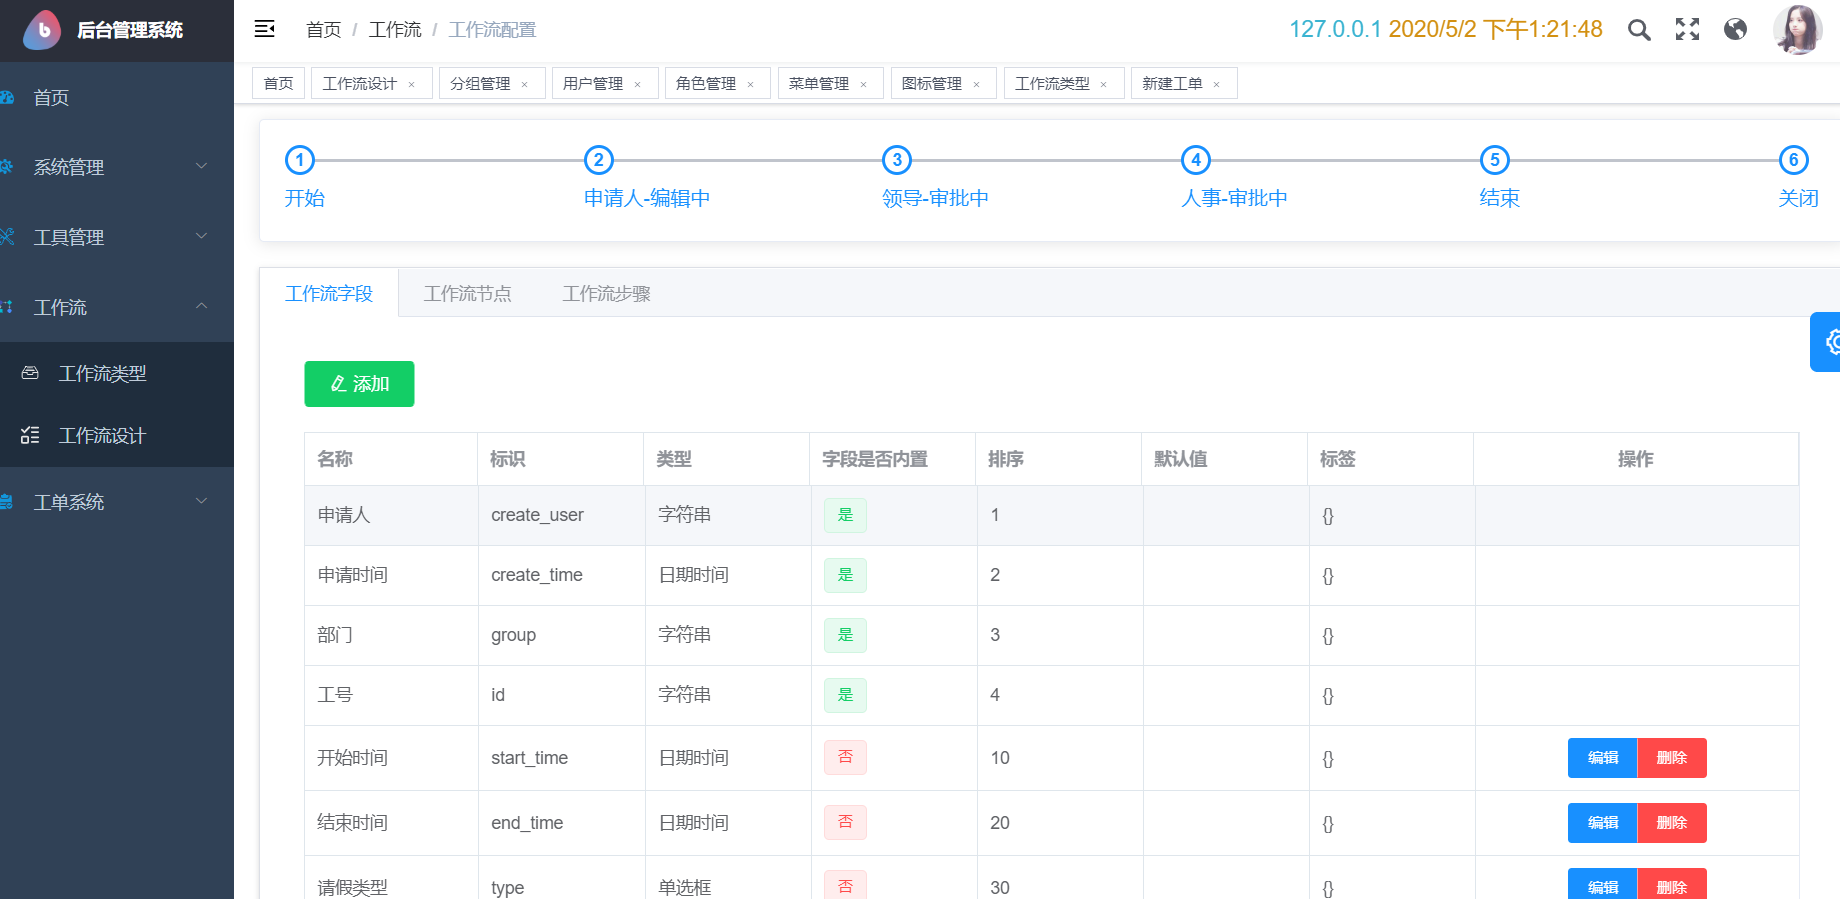 后台管理系统
首页 / 工作流 / 工作流配置
127.0.0.1 2020/5/2 下午1:21:48
首页
系统管理
工具管理
工作流
工作流类型
工作流设计
工单系统
首页 工作流设计 × 分组管理 × 用户管理 × 角色管理 × 菜单管理 × 图标管理 × 工作流类型 × 新建工单 ×
1 2 3 4 5 6
开始 申请人-编辑中 领导-审批中 人事-审批中 结束 关闭
工作流字段 工作流节点 工作流步骤
添加
名称 标识 类型 字段是否内置 排序 默认值 标签 操作
申请人 create_user 字符串 是 1 {}
申请时间 create_time 日期时间 是 2 {}
部门 group 字符串 是 3 {}
工号 id 字符串 是 4 {}
开始时间 start_time 日期时间 否 10 {} 编辑 删除
结束时间 end_time 日期时间 否 20 {} 编辑 删除
请假类型 type 单选框 否 30 {} 编辑 删除